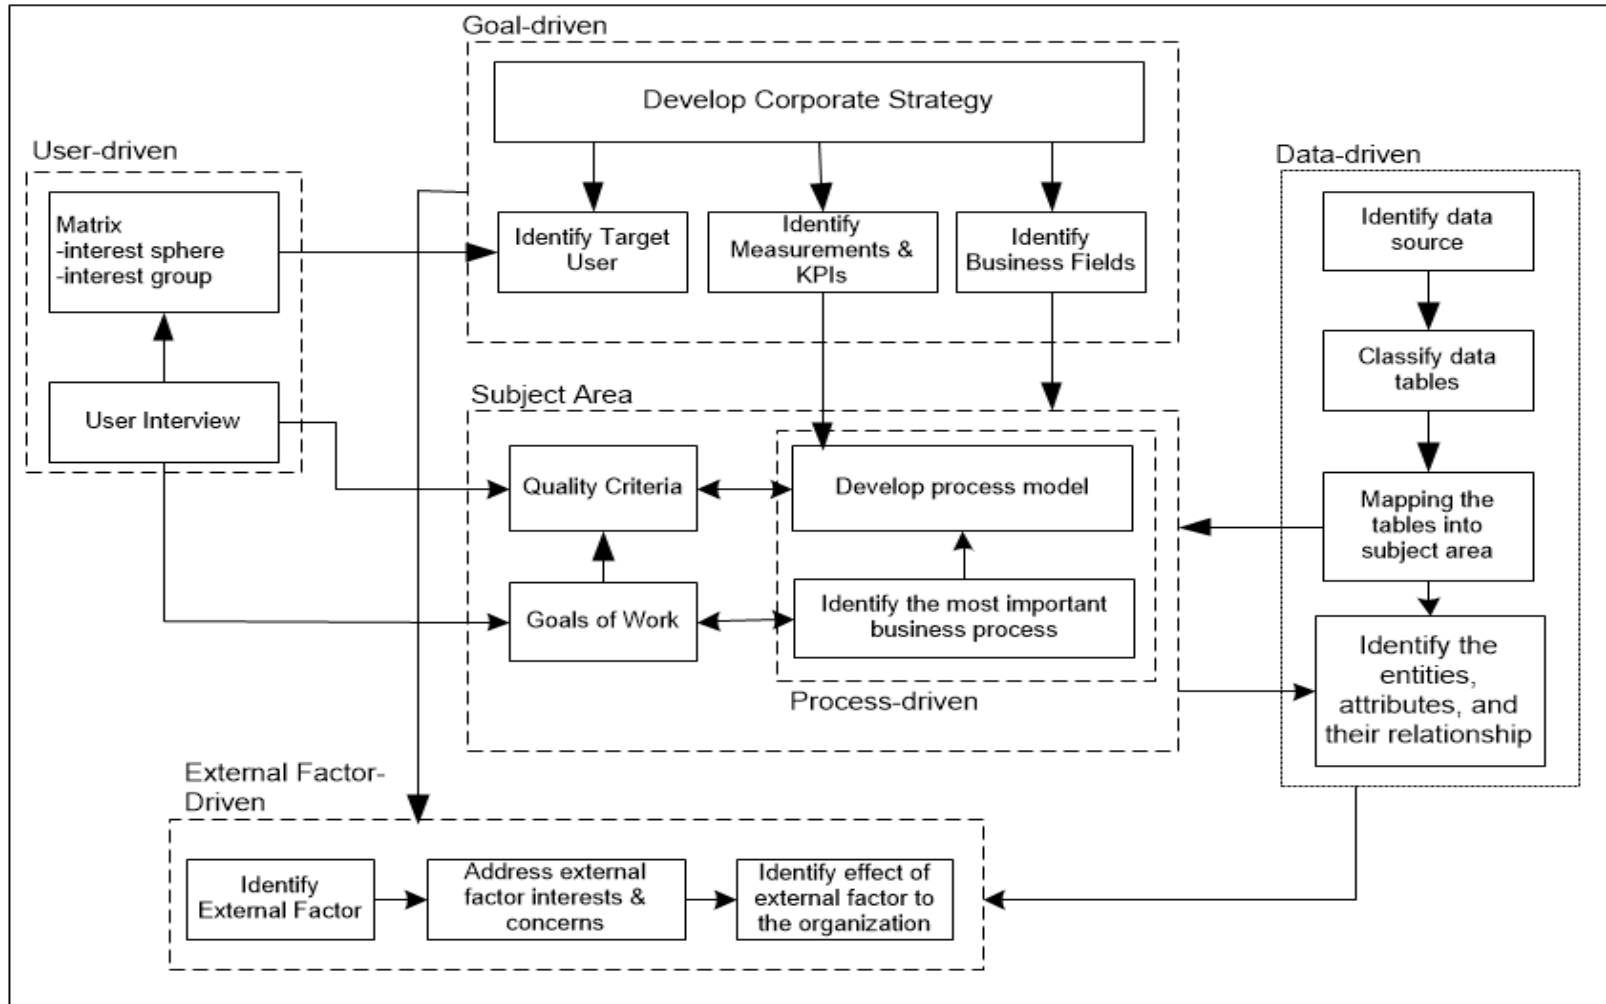 Goal-driven
Develop Corporate Strategy
User-driven
Data-driven
Matrix
-interest sphere
-interest group
Identify Target
User
Identify
Measurements &
KPIs
Identify
Business Fields
Identify data
source
Classify data
tables
User Interview
Subject Area
Quality Criteria
Develop process model
Mapping the
tables into
subject area
Goals of Work
Identify the most important
business process
Process-driven
Identify the
entities,
attributes, and
their relationship
External Factor-
Driven
Identify
External Factor
Address external
factor interests &
concerns
Identify effect of
external factor to
the organization